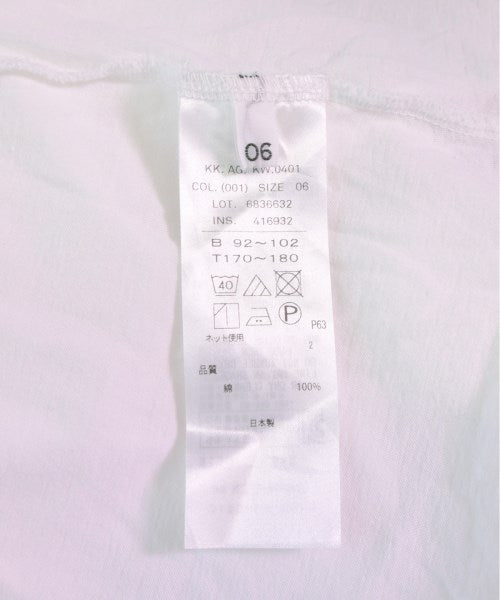 06
KK. AG. KW.0401
COL. (001) SIZE 06
LOT. 6836632
INS. 416932
B 92～102
T170～180
40
P
P63
ネット使用
2
品質
綿 100%
日本製